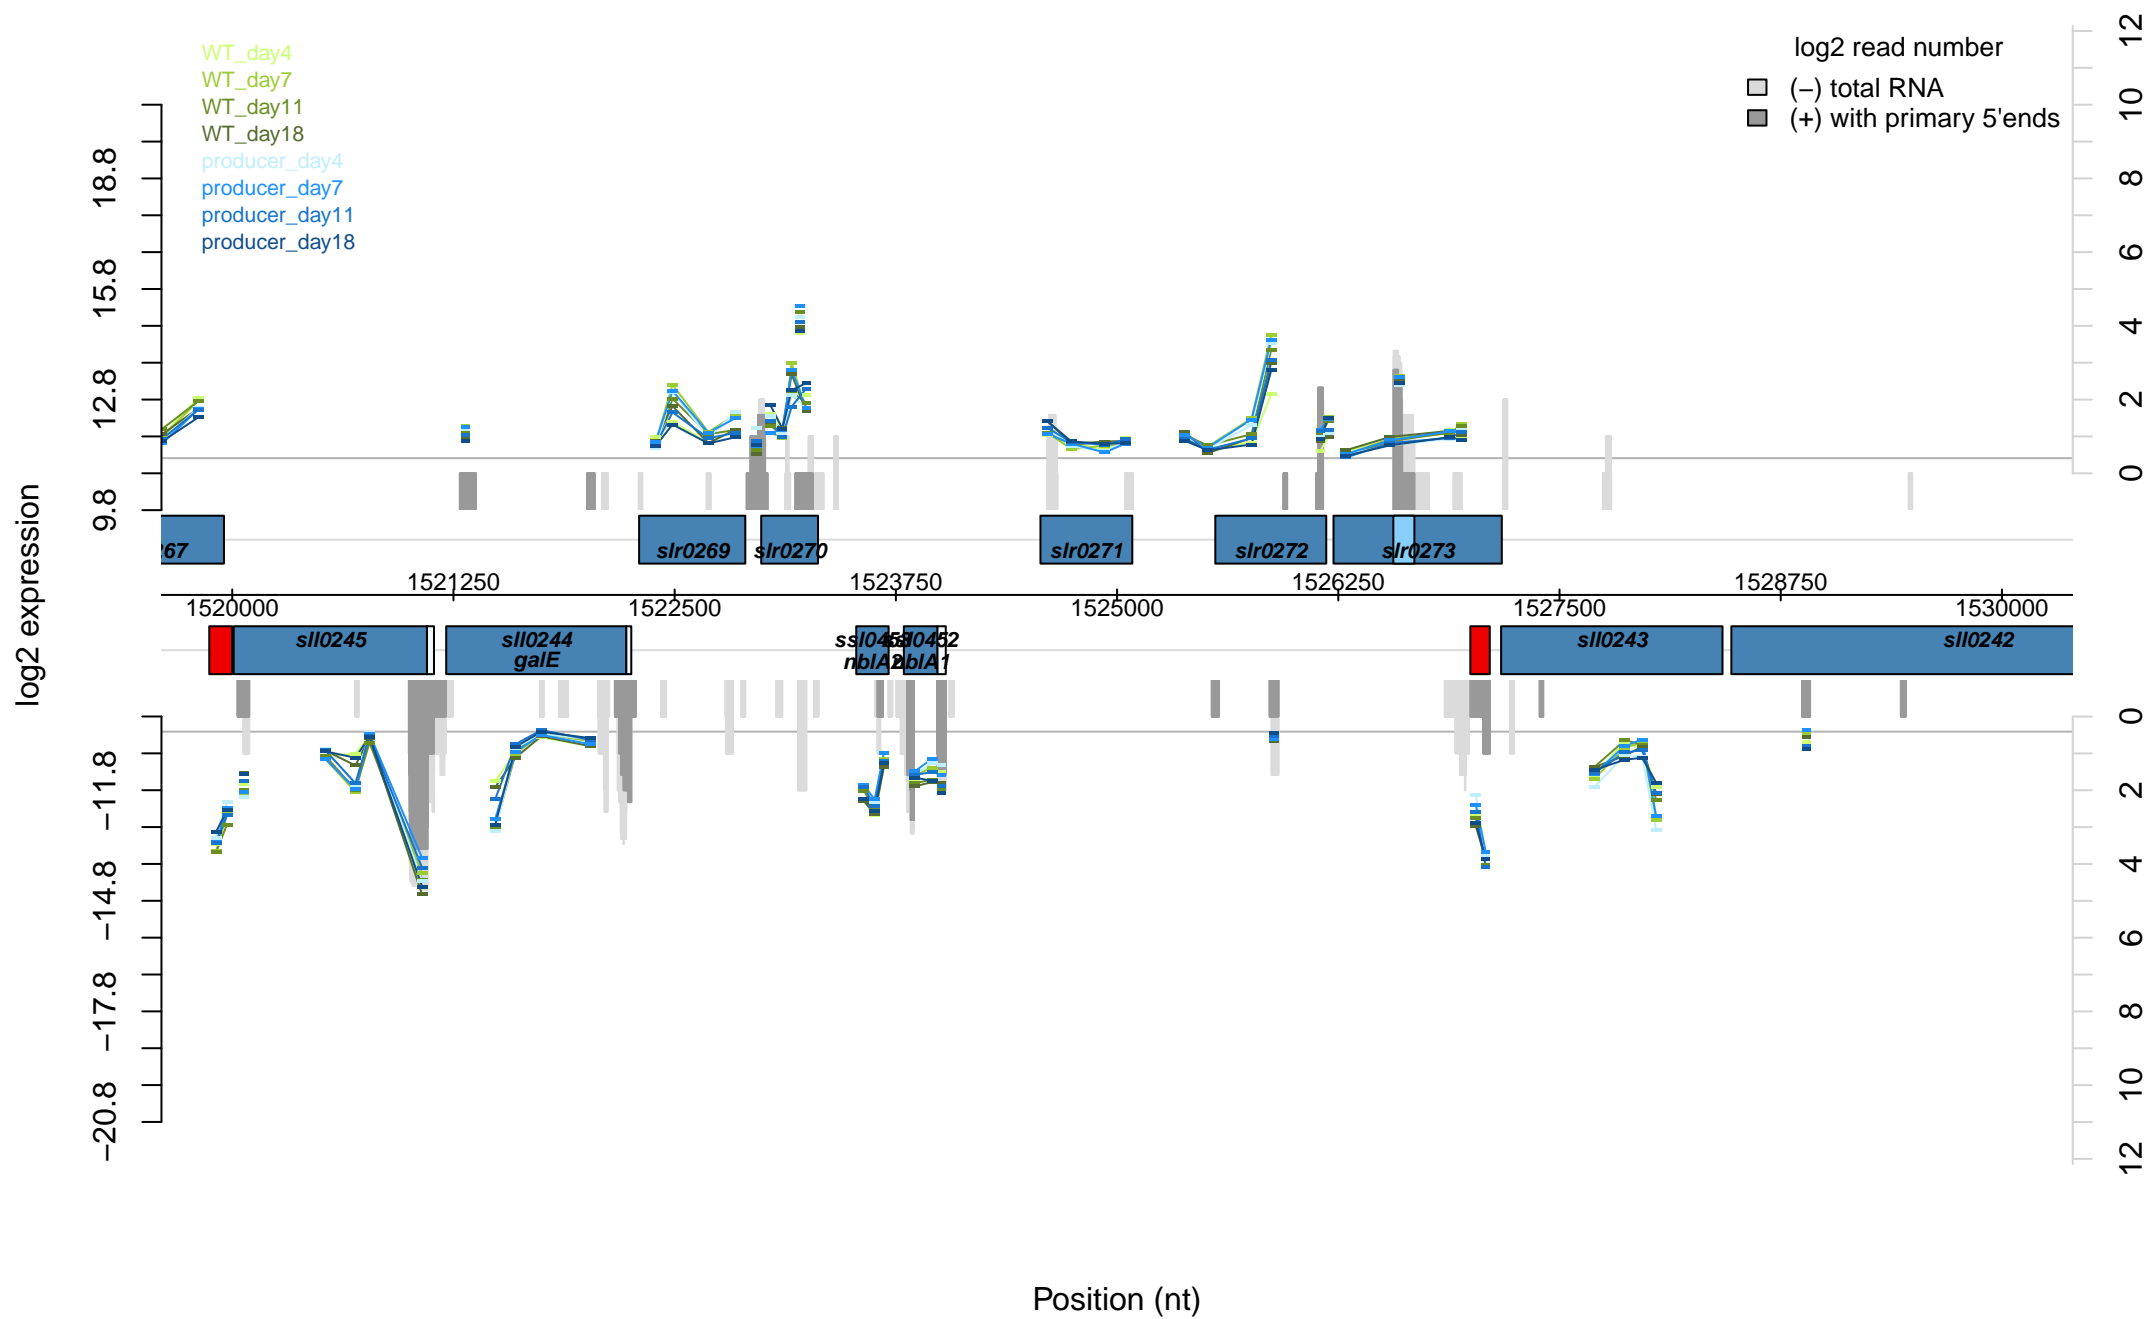 WT_day4
WT_day7
WT_day11
WT_day18
producer_day4
producer_day7
producer_day11
producer_day18
log2 read number
(−) total RNA
(+) with primary 5'ends
log2 expression
18.8
15.8
12.8
9.8
12
10
8
6
4
2
0
267
slr0269
slr0270
slr0271
slr0272
slr0273
1521250
1523750
1526250
1528750
1520000
1522500
1525000
1527500
1530000
sll0245
sll0244
galE
ssl0453
nblA2
ssl0452
nblA1
sll0243
sll0242
−11.8
−14.8
−17.8
−20.8
0
2
4
6
8
10
12
Position (nt)